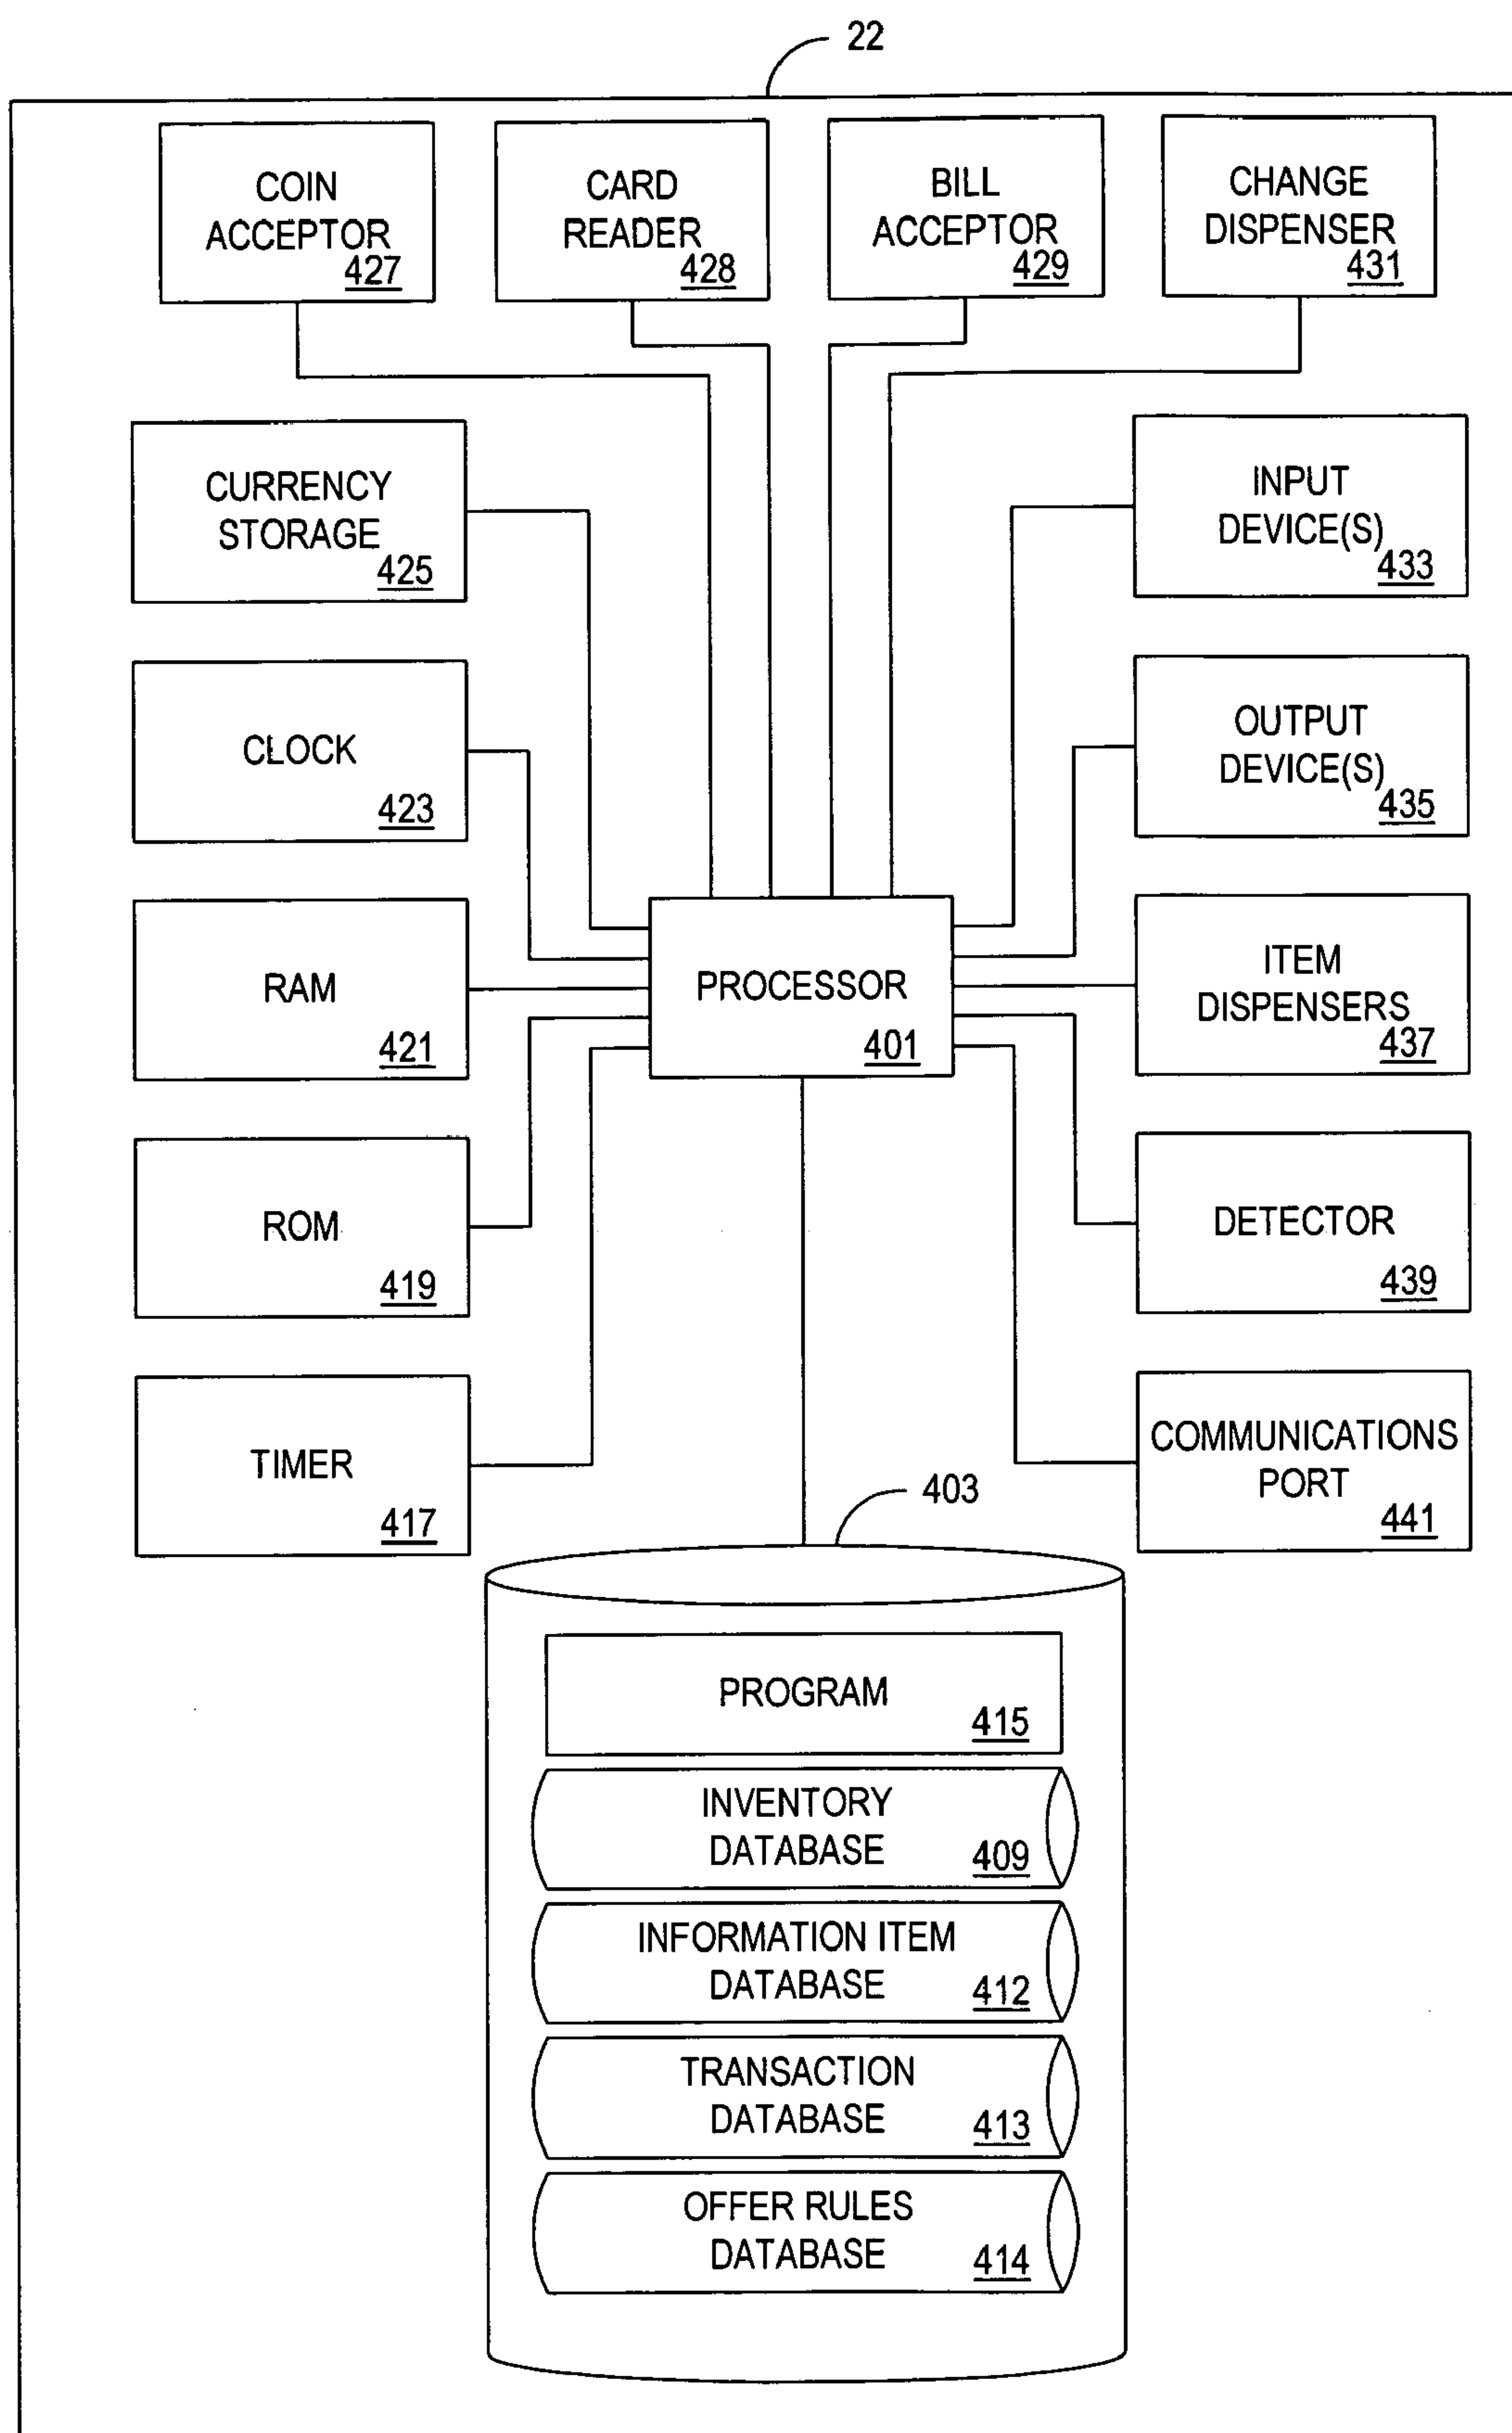 22
COIN
ACCEPTOR
427
CARD
READER
428
BILL
ACCEPTOR
429
CHANGE
DISPENSER
431
CURRENCY
STORAGE
425
INPUT
DEVICE(S)
433
CLOCK
423
OUTPUT
DEVICE(S)
435
RAM
421
PROCESSOR
401
ITEM
DISPENSERS
437
ROM
419
DETECTOR
439
TIMER
417
COMMUNICATIONS
PORT
441
403
PROGRAM
415
INVENTORY
DATABASE
409
INFORMATION ITEM
DATABASE
412
TRANSACTION
DATABASE
413
OFFER RULES
DATABASE
414